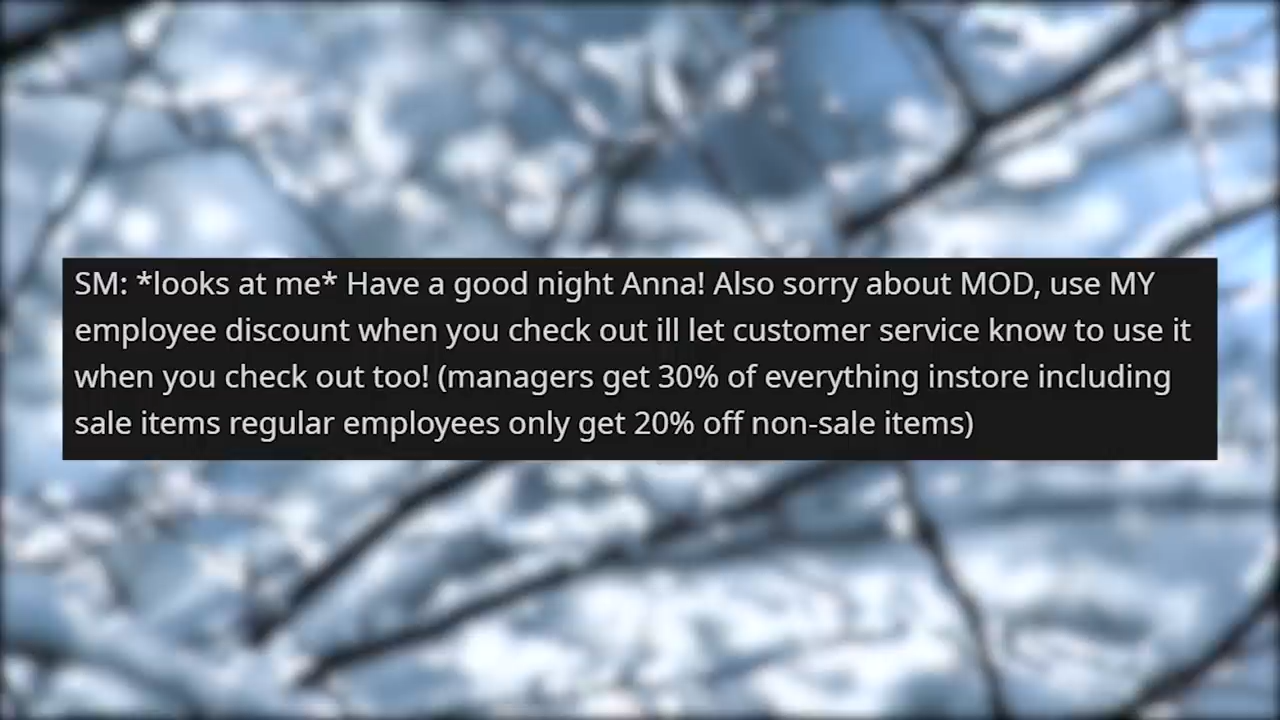 SM: *looks at me* Have a good night Anna! Also sorry about MOD, use MY
employee discount when you check out ill let customer service know to use it
when you check out too! (managers get 30% of everything instore including
sale items regular employees only get 20% off non-sale items)